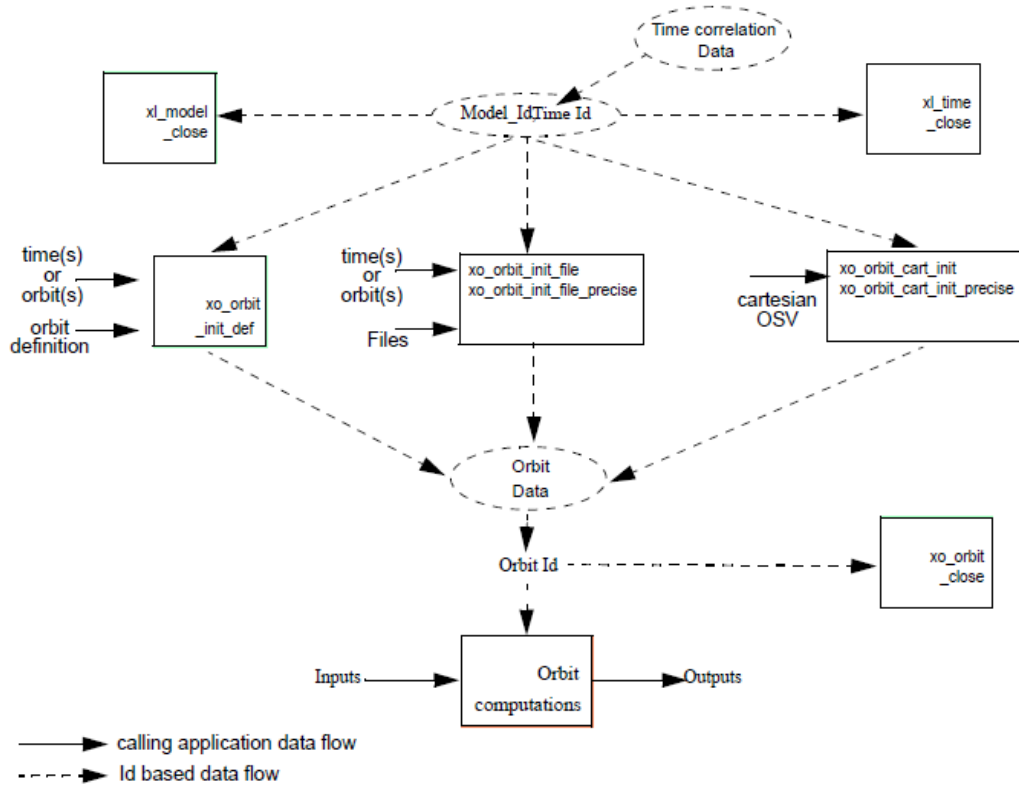 Time correlation
Data
xl_model
_close
Model_Id,Time Id
xl_time
_close
time(s)
or
orbit(s)
orbit
definition
xo_orbit
_init_def
time(s)
or
orbit(s)
Files
xo_orbit_init_file
xo_orbit_init_file_precise
cartesian
OSV
xo_orbit_cart_init
xo_orbit_cart_init_precise
Orbit
Data
Orbit Id
xo_orbit
_close
Inputs
Orbit
computations
Outputs
calling application data flow
Id based data flow